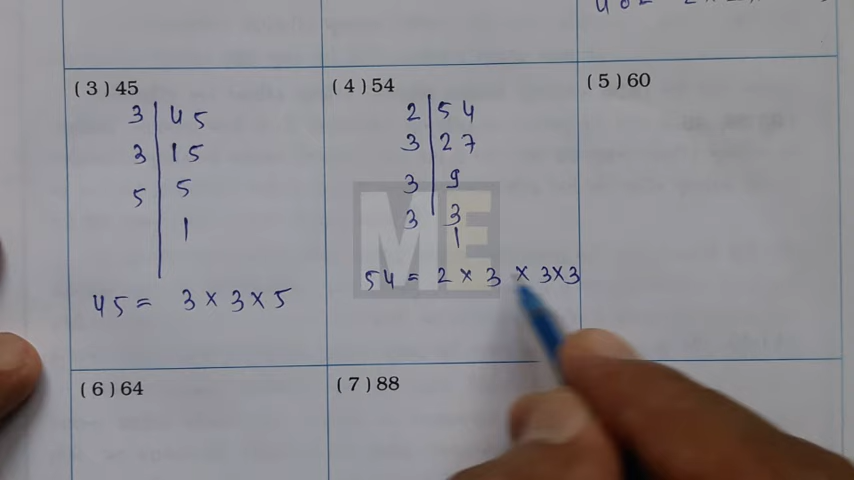 (3) 45
3 | 45
3 | 15
5 | 5
1
45 = 3 × 3 × 5
(4) 54
2 | 54
3 | 27
3 | 9
3 | 3
1
54 = 2 × 3 × 3 × 3
ME
(5) 60
(6) 64
(7) 88